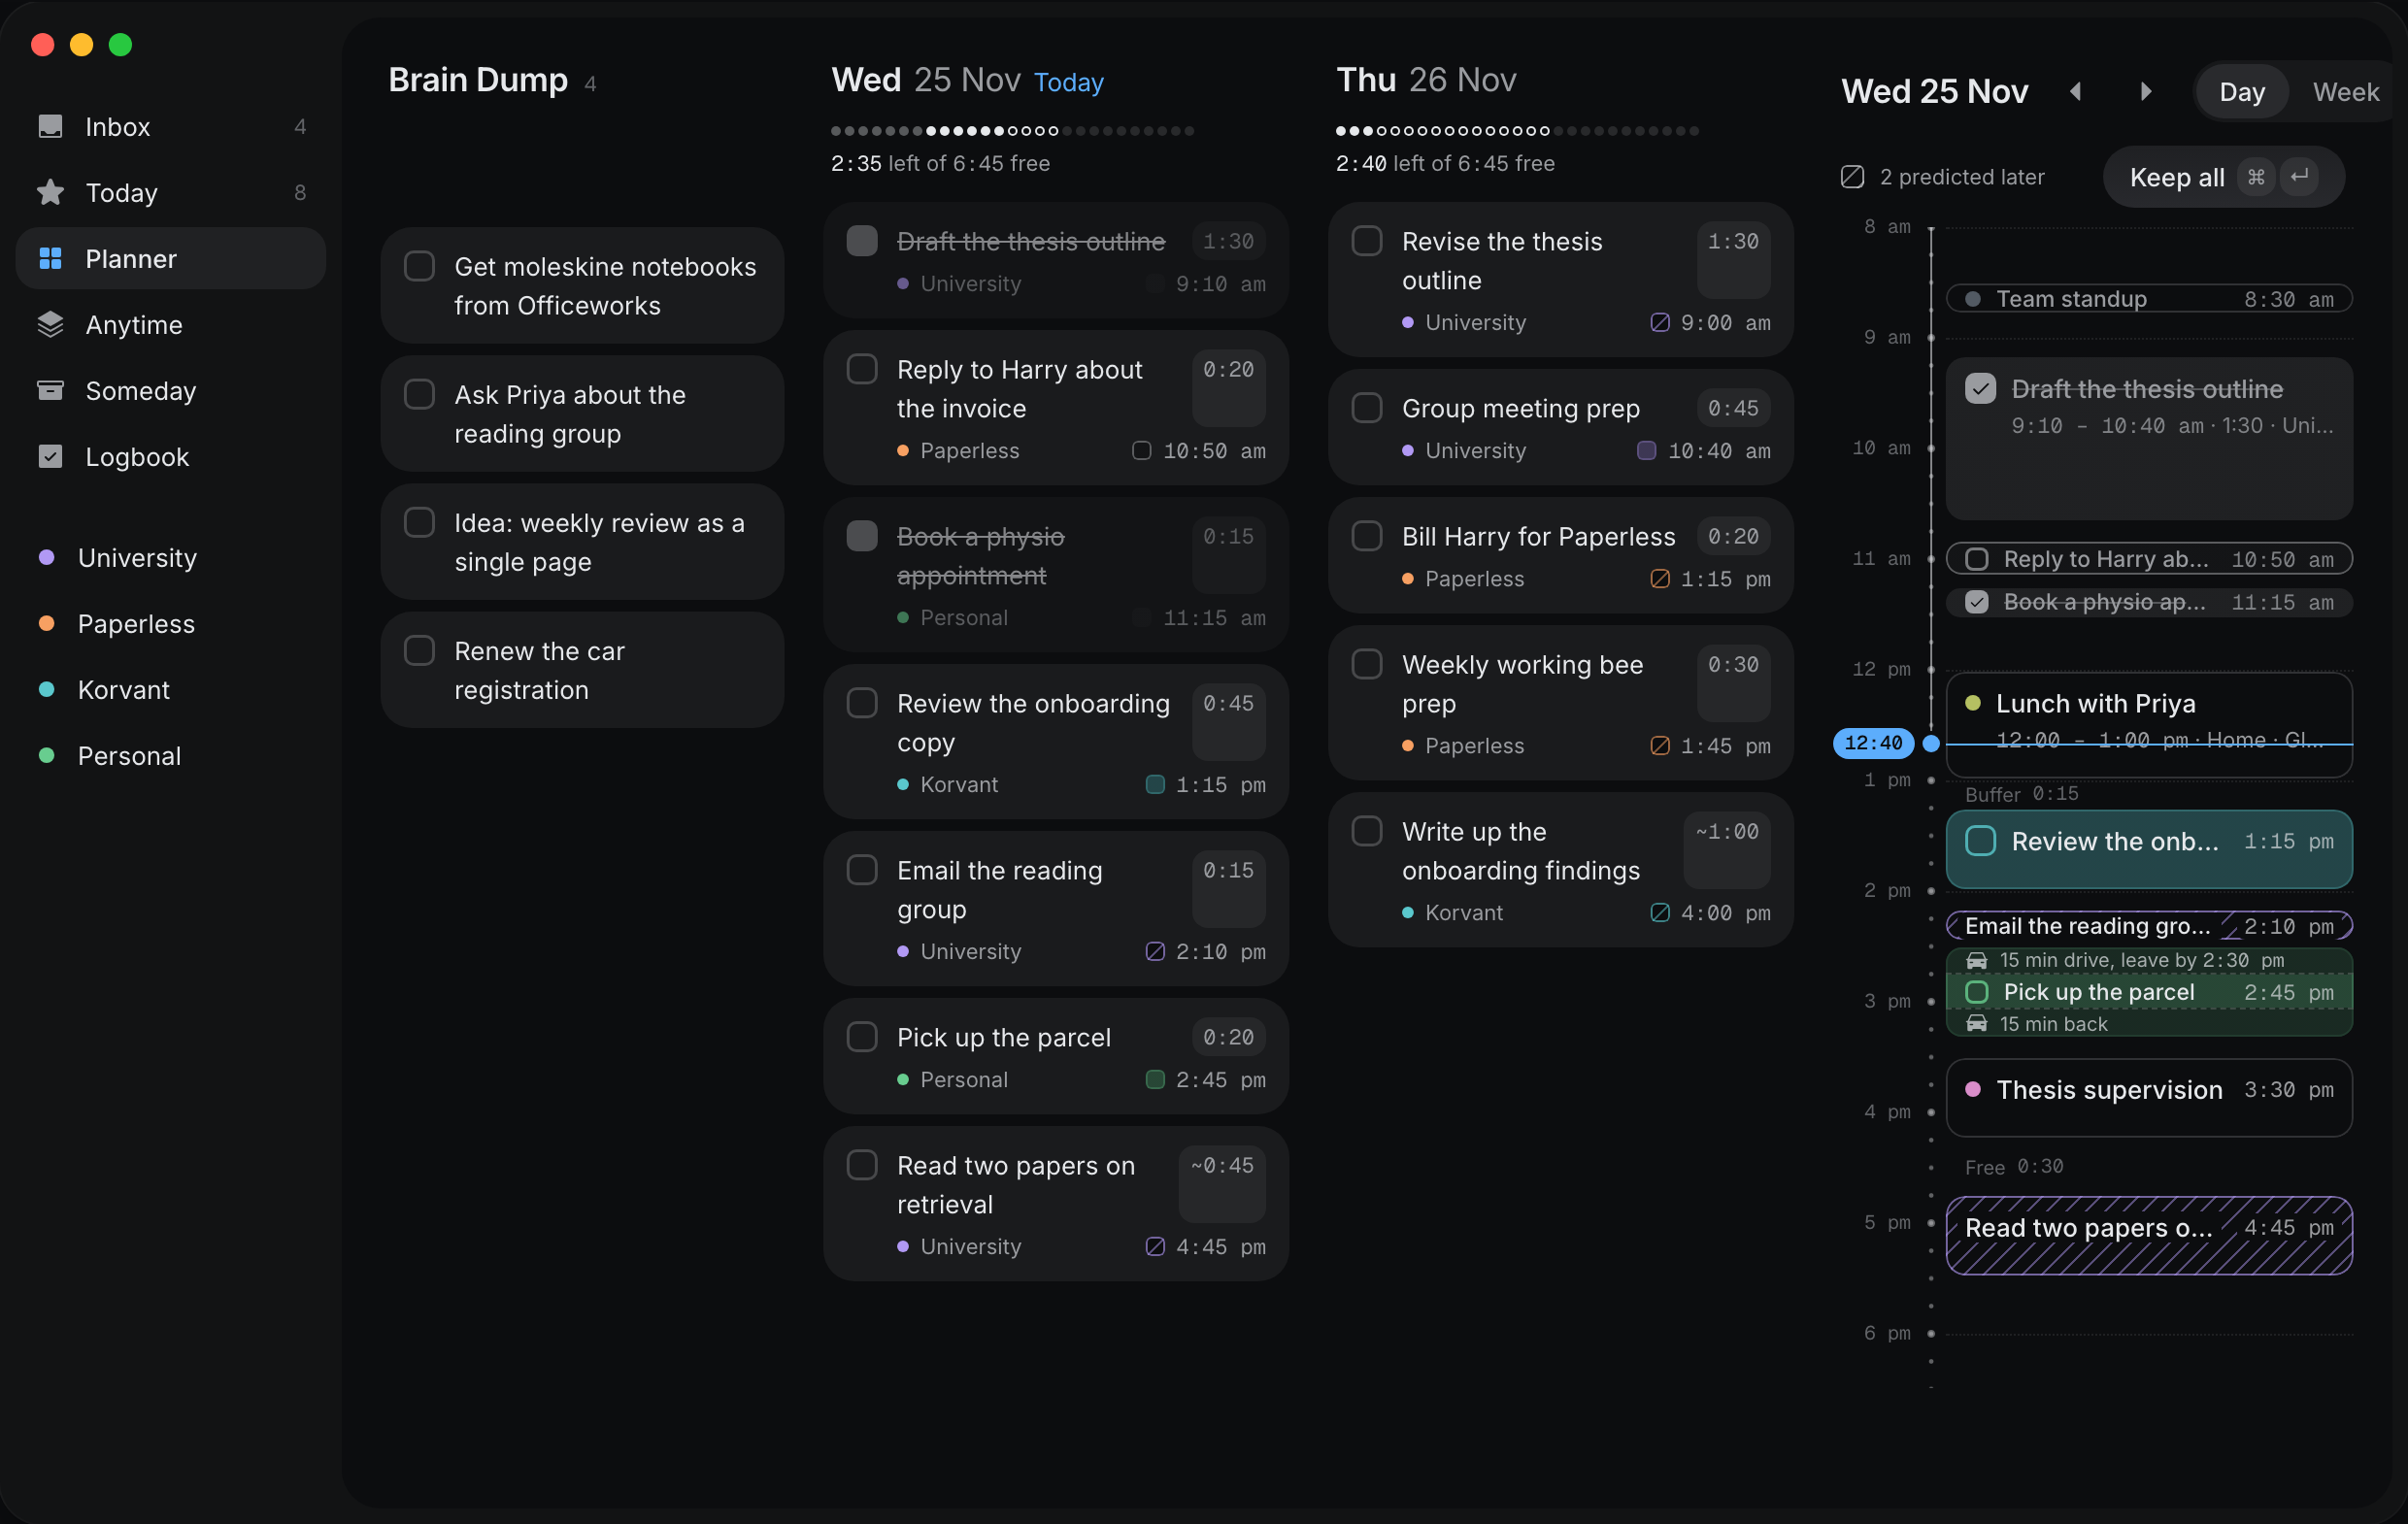 Inbox 4
Today 8
Planner
Anytime
Someday
Logbook
University
Paperless
Korvant
Personal
Brain Dump 4
Get moleskine notebooks
from Officeworks
Ask Priya about the
reading group
Idea: weekly review as a
single page
Renew the car
registration
Wed 25 Nov Today
2:35 left of 6:45 free
Draft the thesis outline 1:30
University 9:10 am
Reply to Harry about 0:20
the invoice
Paperless 10:50 am
Book a physio 0:15
appointment
Personal 11:15 am
Review the onboarding 0:45
copy
Korvant 1:15 pm
Email the reading 0:15
group
University 2:10 pm
Pick up the parcel 0:20
Personal 2:45 pm
Read two papers on ~0:45
retrieval
University 4:45 pm
Thu 26 Nov
2:40 left of 6:45 free
Revise the thesis 1:30
outline
University 9:00 am
Group meeting prep 0:45
University 10:40 am
Bill Harry for Paperless 0:20
Paperless 1:15 pm
Weekly working bee 0:30
prep
Paperless 1:45 pm
Write up the ~1:00
onboarding findings
Korvant 4:00 pm
Wed 25 Nov Day Week
2 predicted later Keep all ⌘ ↵
8 am
Team standup 8:30 am
9 am
Draft the thesis outline
9:10 – 10:40 am · 1:30 · Uni...
10 am
11 am Reply to Harry ab... 10:50 am
Book a physio ap... 11:15 am
12 pm
Lunch with Priya
12:40 12:00 – 1:00 pm · Home · Gl...
1 pm
Buffer 0:15
Review the onb... 1:15 pm
2 pm
Email the reading gro... 2:10 pm
15 min drive, leave by 2:30 pm
3 pm Pick up the parcel 2:45 pm
15 min back
Thesis supervision 3:30 pm
4 pm
Free 0:30
5 pm Read two papers o... 4:45 pm
6 pm